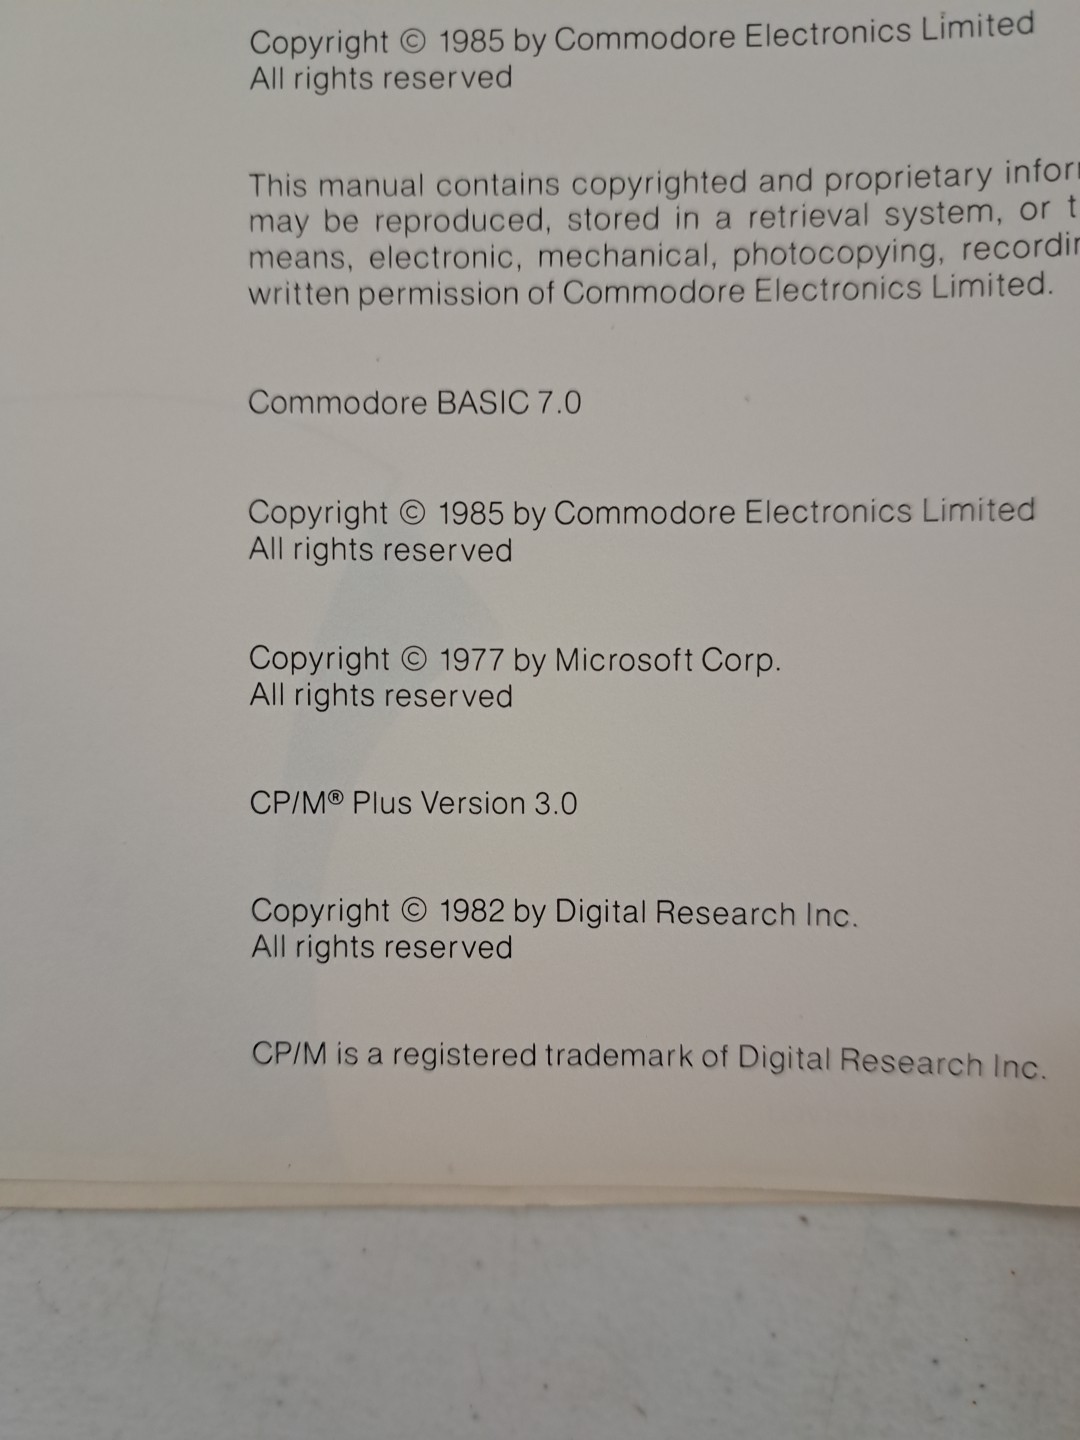 Copyright © 1985 by Commodore Electronics Limited
All rights reserved
This manual contains copyrighted and proprietary
may be reproduced, stored in a retrieval system, or
means, electronic, mechanical, photocopying,
written permission of Commodore Electronics Limited.
Commodore BASIC 7.0
Copyright © 1985 by Commodore Electronics Limited
All rights reserved
Copyright © 1977 by Microsoft Corp.
All rights reserved
CP/M® Plus Version 3.0
Copyright © 1982 by Digital Research Inc.
All rights reserved
CP/M is a registered trademark of Digital Research Inc.